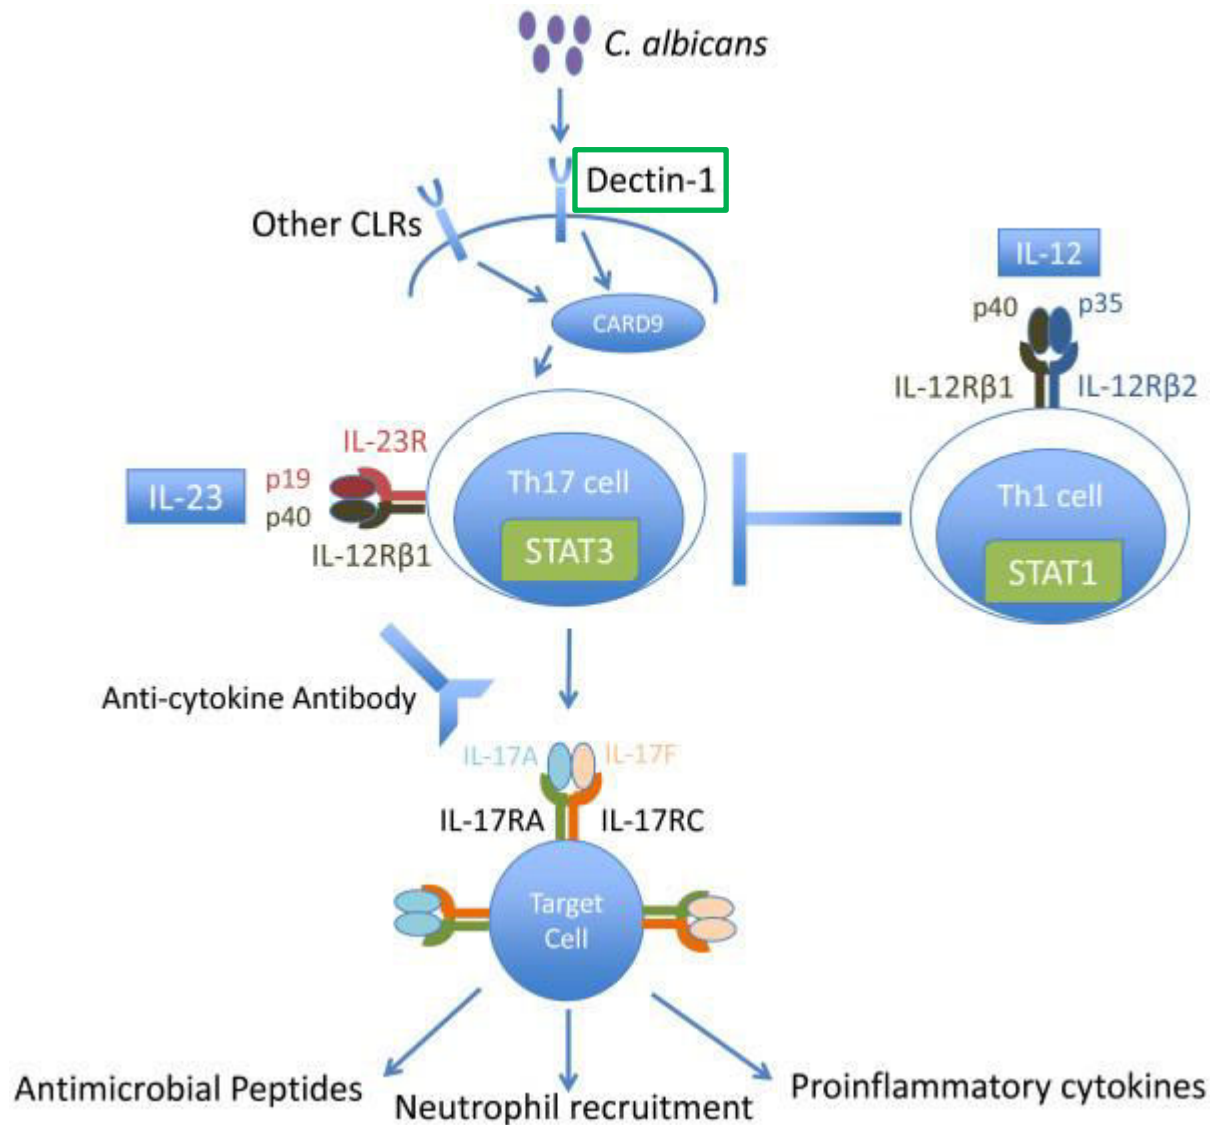 C. albicans
Dectin-1
Other CLRs
IL-12
p40
p35
CARD9
IL-12Rβ1
IL-12Rβ2
IL-23R
IL-23
p19
p40
IL-12Rβ1
Th17 cell
STAT3
Th1 cell
STAT1
Anti-cytokine Antibody
IL-17A
IL-17F
IL-17RA
IL-17RC
Target
Cell
Antimicrobial Peptides
Neutrophil recruitment
Proinflammatory cytokines